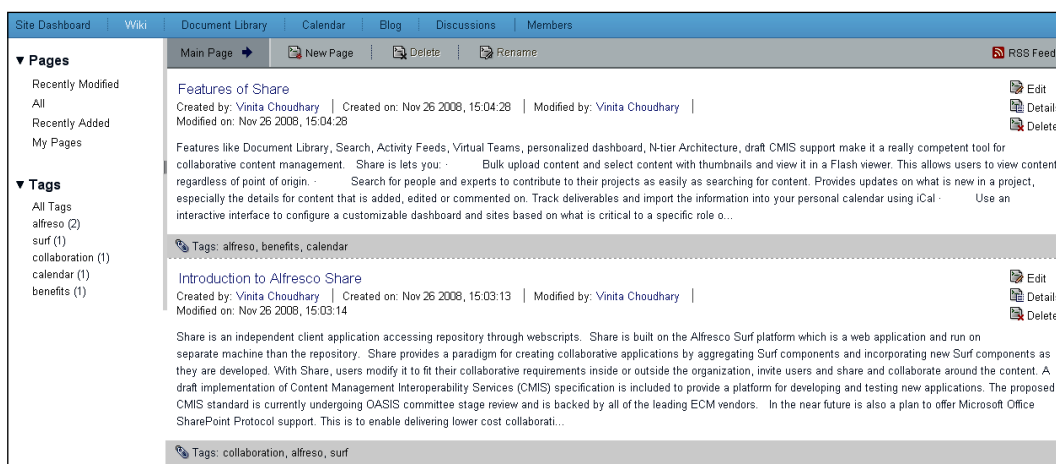 Site Dashboard Wiki Document Library Calendar Blog Discussions Members
Main Page New Page Delete Rename RSS Feed
Pages
Recently Modified
All
Recently Added
My Pages
Tags
All Tags
alfreso (2)
surf (1)
collaboration (1)
calendar (1)
benefits (1)
Features of Share
Created by: Vinita Choudhary | Created on: Nov 26 2008, 15:04:28 | Modified by: Vinita Choudhary |
Modified on: Nov 26 2008, 15:04:28
Edit
Details
Delete
Features like Document Library, Search, Activity Feeds, Virtual Teams, personalized dashboard, N-tier Architecture, draft CMIS support make it a really competent tool for
collaborative content management. Share is lets you: · Bulk upload content and select content with thumbnails and view it in a Flash viewer. This allows users to view content
regardless of point of origin. · Search for people and experts to contribute to their projects as easily as searching for content. Provides updates on what is new in a project,
especially the details for content that is added, edited or commented on. Track deliverables and import the information into your personal calendar using iCal · Use an
interactive interface to configure a customizable dashboard and sites based on what is critical to a specific role o...
Tags: alfreso, benefits, calendar
Introduction to Alfresco Share
Created by: Vinita Choudhary | Created on: Nov 26 2008, 15:03:13 | Modified by: Vinita Choudhary |
Modified on: Nov 26 2008, 15:03:14
Edit
Details
Delete
Share is an independent client application accessing repository through webscripts. Share is built on the Alfresco Surf platform which is a web application and run on
separate machine than the repository. Share provides a paradigm for creating collaborative applications by aggregating Surf components and incorporating new Surf components as
they are developed. With Share, users modify it to fit their collaborative requirements inside or outside the organization, invite users and share and collaborate around the content. A
draft implementation of Content Management Interoperability Services (CMIS) specification is included to provide a platform for developing and testing new applications. The proposed
CMIS standard is currently undergoing OASIS committee stage review and is backed by all of the leading ECM vendors. In the near future is also a plan to offer Microsoft Office
SharePoint Protocol support. This is to enable delivering lower cost collaborati...
Tags: collaboration, alfreso, surf